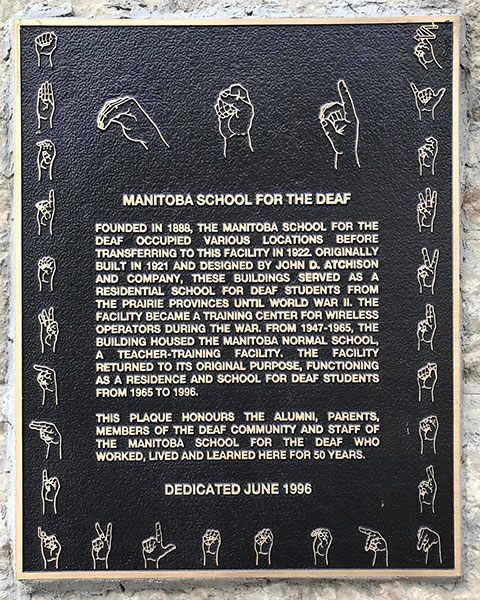 MANITOBA SCHOOL FOR THE DEAF
FOUNDED IN 1888, THE MANITOBA SCHOOL FOR THE
DEAF OCCUPIED VARIOUS LOCATIONS BEFORE
TRANSFERRING TO THIS FACILITY IN 1922. ORIGINALLY
BUILT IN 1921 AND DESIGNED BY JOHN D. ATCHISON
AND COMPANY, THESE BUILDINGS SERVED AS A
RESIDENTIAL SCHOOL FOR DEAF STUDENTS FROM
THE PRAIRIE PROVINCES UNTIL WORLD WAR II. THE
FACILITY BECAME A TRAINING CENTER FOR WIRELESS
OPERATORS DURING THE WAR. FROM 1947-1965, THE
BUILDING HOUSED THE MANITOBA NORMAL SCHOOL,
A TEACHER-TRAINING FACILITY. THE FACILITY
RETURNED TO ITS ORIGINAL PURPOSE, FUNCTIONING
AS A RESIDENCE AND SCHOOL FOR DEAF STUDENTS
FROM 1965 TO 1996.
THIS PLAQUE HONOURS THE ALUMNI, PARENTS,
MEMBERS OF THE DEAF COMMUNITY AND STAFF OF
THE MANITOBA SCHOOL FOR THE DEAF WHO
WORKED, LIVED AND LEARNED HERE FOR 50 YEARS.
DEDICATED JUNE 1996